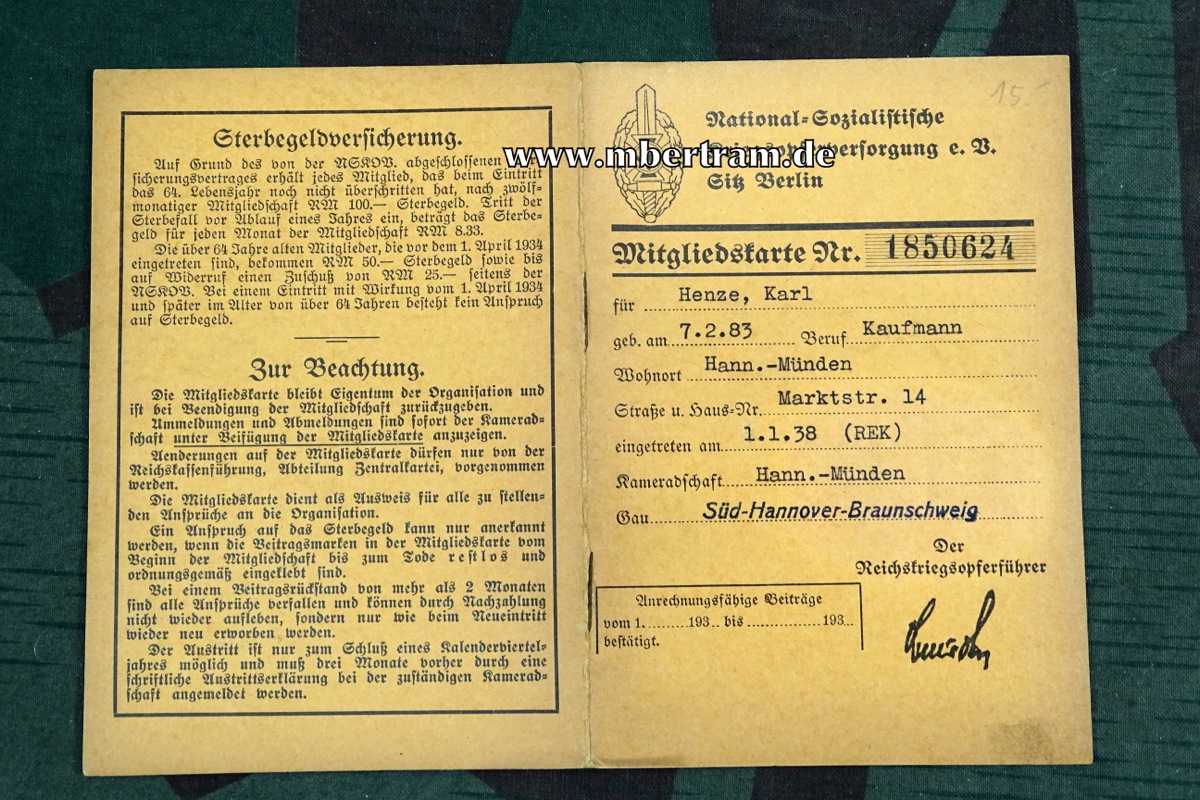 Sterbegeldversicherung.
Auf Grund des von der NSKOV. abgeschlossenen
sicherungsvertrages erhält jedes Mitglied, das beim Eintritt
das 64. Lebensjahr noch nicht überschritten hat, nach zwölf-
monatiger Mitgliedschaft RM 100.— Sterbegeld. Tritt der
Sterbefall vor Ablauf eines Jahres ein, beträgt das Sterbe-
geld für jeden Monat der Mitgliedschaft RM 8.33.
Die über 64 Jahre alten Mitglieder, die vor dem 1. April 1934
eingetreten sind, bekommen RM 50.— Sterbegeld sowie bis
auf Widerruf einen Zuschuß von RM 25.— seitens der
NSKOV. Bei einem Eintritt mit Wirkung vom 1. April 1934
und später im Alter von über 64 Jahren besteht kein Anspruch
auf Sterbegeld.
Zur Beachtung.
Die Mitgliedskarte bleibt Eigentum der Organisation und
ist bei Beendigung der Mitgliedschaft zurückzugeben.
Ummeldungen und Abmeldungen sind sofort der Kamerad-
schaft unter Beifügung der Mitgliedskarte anzuzeigen.
Aenderungen auf der Mitgliedskarte dürfen nur von der
Reichskassenführung, Abteilung Zentralkartei, vorgenommen
werden.
Die Mitgliedskarte dient als Ausweis für alle zu stellen-
den Ansprüche an die Organisation.
Ein Anspruch auf das Sterbegeld kann nur anerkannt
werden, wenn die Beitragsmarken in der Mitgliedskarte vom
Beginn der Mitgliedschaft bis zum Tode restlos und
ordnungsgemäß eingeklebt sind.
Bei einem Beitragsrückstand von mehr als 2 Monaten
sind alle Ansprüche verfallen und können durch Nachzahlung
nicht wieder aufleben, sondern nur wie beim Neueintritt
wieder neu erworben werden.
Der Austritt ist nur zum Schluß eines Kalenderviertel-
jahres möglich und muß drei Monate vorher durch eine
schriftliche Austrittserklärung bei der zuständigen Kamerad-
schaft angemeldet werden.
www.mbertram.de
15.-
National-Sozialistische
Kriegsopferversorgung e. V.
Sitz Berlin
Mitgliedskarte Nr. 1850624
für Henze, Karl
geb. am 7.2.83 Beruf Kaufmann
Wohnort Hann.-Münden
Straße u. Haus-Nr. Marktstr. 14
eingetreten am 1.1.38 (REK)
Kameradschaft Hann.-Münden
Gau Süd-Hannover-Braunschweig
Der
Reichskriegsopferführer
Anrechnungsfähige Beiträge
vom 1. 193 bis 193
bestätigt.